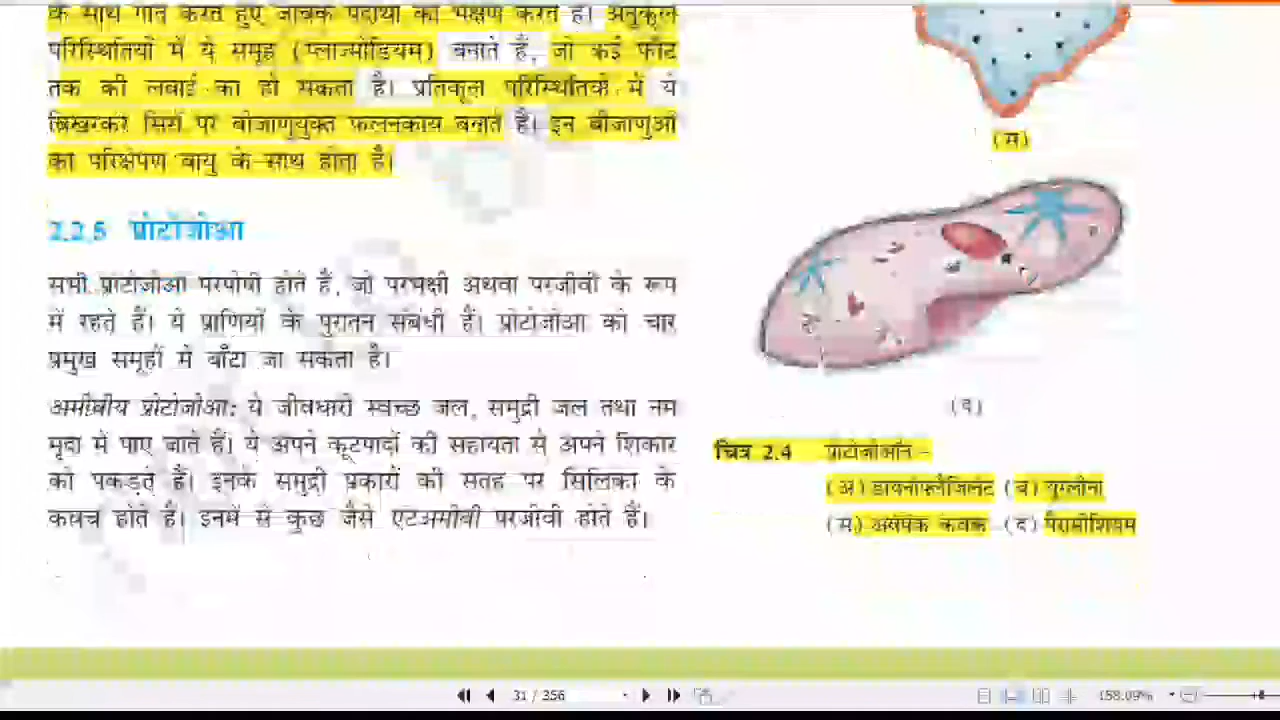 के साथ गति करते हुए जैविक पदार्थों का भक्षण करते हैं। अनुकूल
परिस्थितियों में ये समूह (प्लाज्मोडियम) बनाते हैं, जो कई फीट
तक की लंबाई का हो सकता है। प्रतिकूल परिस्थितिको में ये
बिखरकर सिरों पर बीजाणुयुक्त फलनकाय बनाते हैं। इन बीजाणुओं
का परिक्षेपण वायु के साथ होता है।
2.2.5 प्रोटोजोआ
सभी प्रोटोजोआ परपोषी होते हैं, जो परभक्षी अथवा परजीवी के रूप
में रहते हैं। ये प्राणियों के पुरातन संबंधी हैं। प्रोटोजोआ को चार
प्रमुख समूहों में बाँटा जा सकता है।
अमीबीय प्रोटोजोआ: ये जीवधारी स्वच्छ जल, समुद्री जल तथा नम
मृदा में पाए जाते हैं। ये अपने कूटपादों की सहायता से अपने शिकार
को पकड़ते हैं। इनके समुद्री प्रकारों की सतह पर सिलिका के
कवच होते हैं। इनमें से कुछ जैसे एंटअमीबी परजीवी होते हैं।
(स)
(द)
चित्र 2.4 प्रोटोजोऑन –
(अ) डायनोफ्लैजिलेट (ब) युग्लीना
(स) अवपंक कवक (द) पैरामीशियम
31 / 356
158.09%